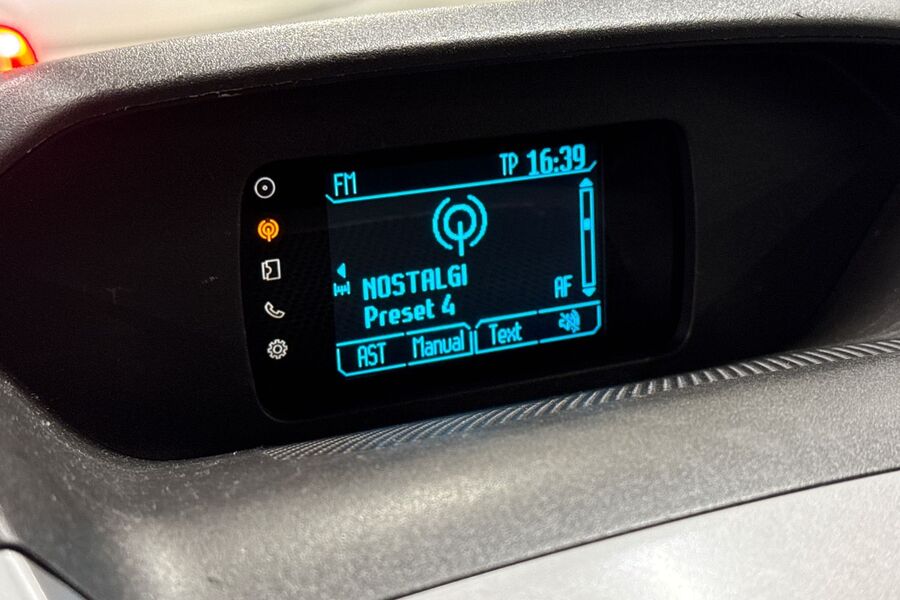 FM TP 16:39
NOSTALGI
AF
Preset 4
AST Manual Text